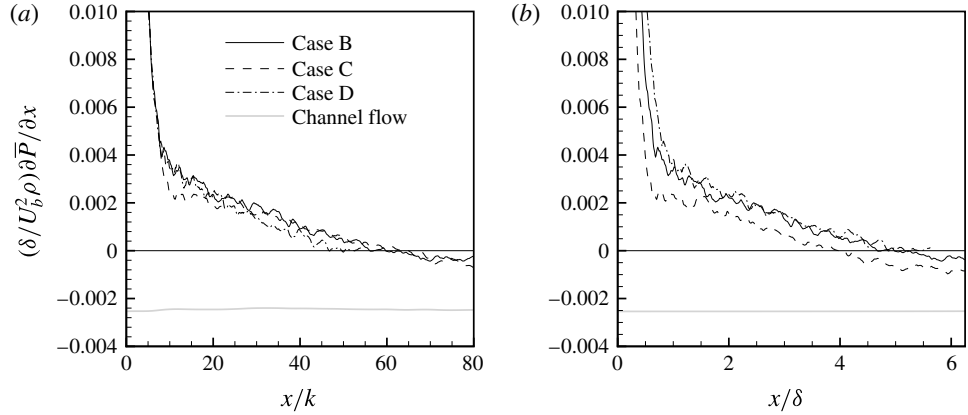 (a)
(b)
0.010
0.008
0.006
0.004
0.002
0
−0.002
−0.004
(δ/U_b^2ρ)∂P̅/∂x
Case B
Case C
Case D
Channel flow
0 20 40 60 80
x/k
0.010
0.008
0.006
0.004
0.002
0
−0.002
−0.004
0 2 4 6
x/δ